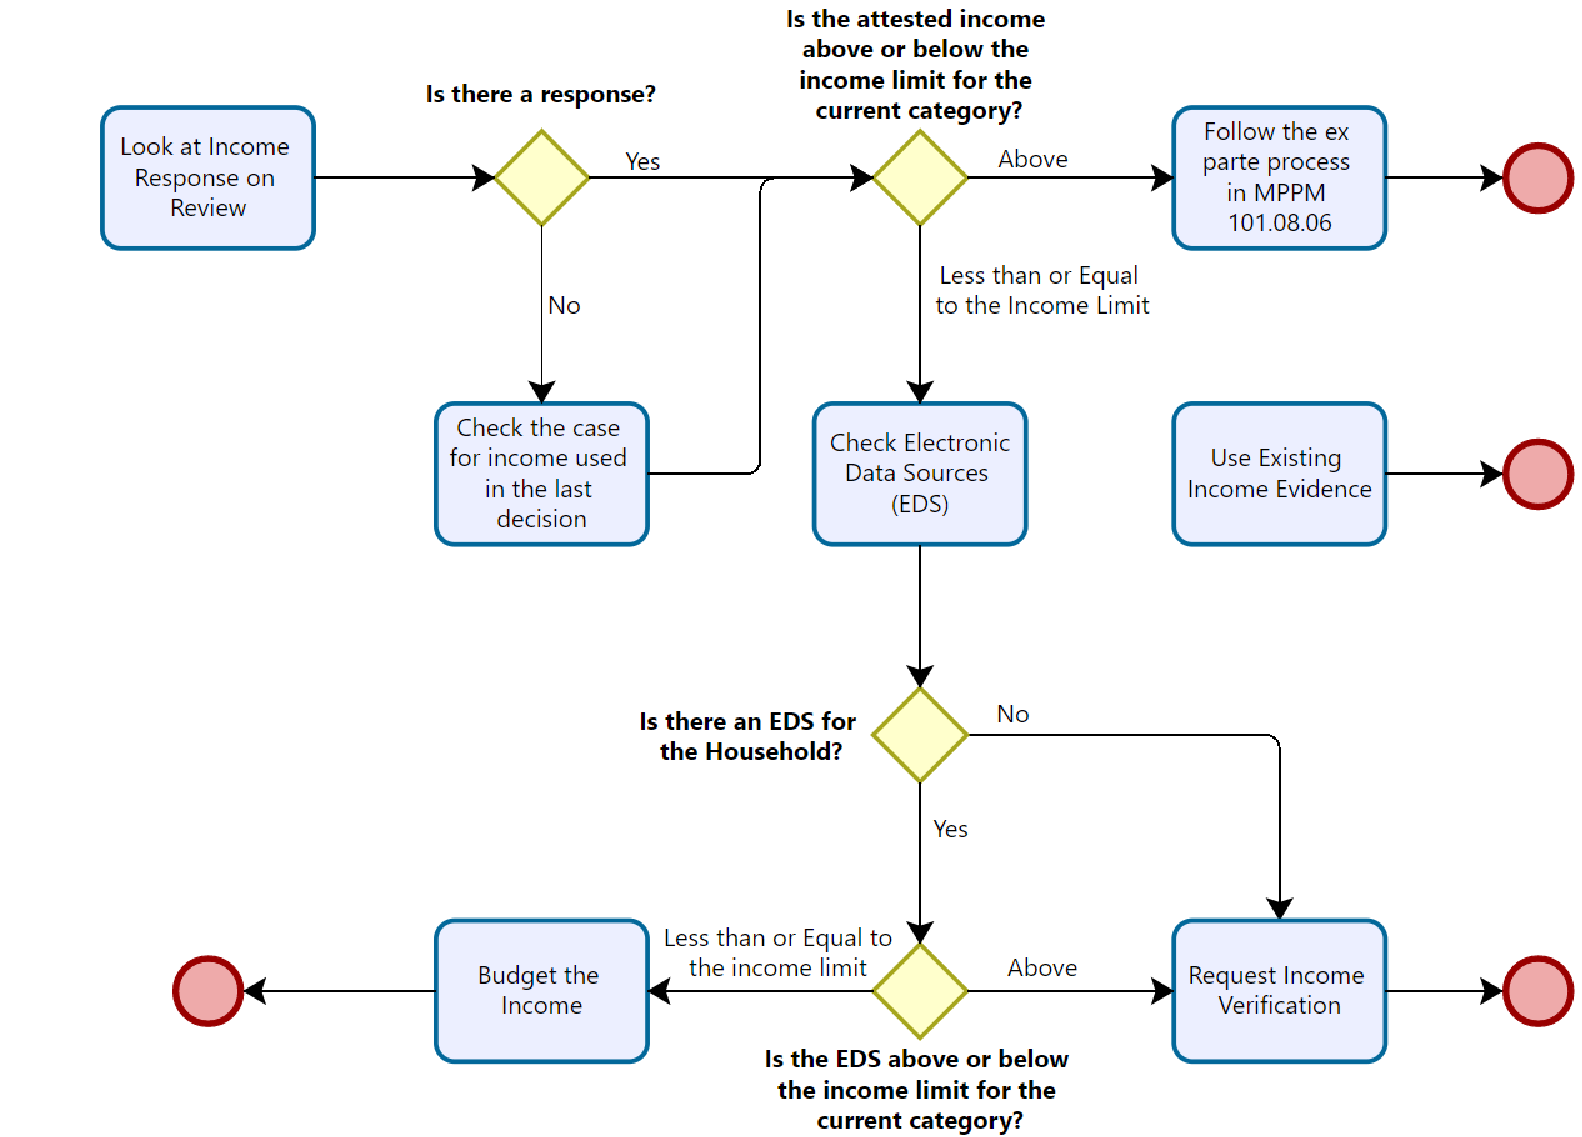 Is the attested income
above or below the
income limit for the
current category?
Is there a response?
Look at Income
Response on
Review
Yes
Above
Follow the ex
parte process
in MPPM
101.08.06
No
Less than or Equal
to the Income Limit
Check the case
for income used
in the last
decision
Check Electronic
Data Sources
(EDS)
Use Existing
Income Evidence
Is there an EDS for
the Household?
No
Yes
Budget the
Income
Less than or Equal to
the income limit
Above
Request Income
Verification
Is the EDS above or below
the income limit for the
current category?